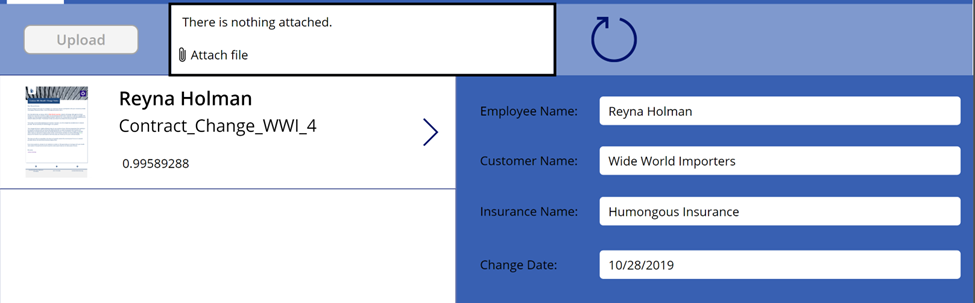 Upload
There is nothing attached.
Attach file
Reyna Holman
Contract_Change_WWI_4
0.99589288
Employee Name: Reyna Holman
Customer Name: Wide World Importers
Insurance Name: Humongous Insurance
Change Date: 10/28/2019